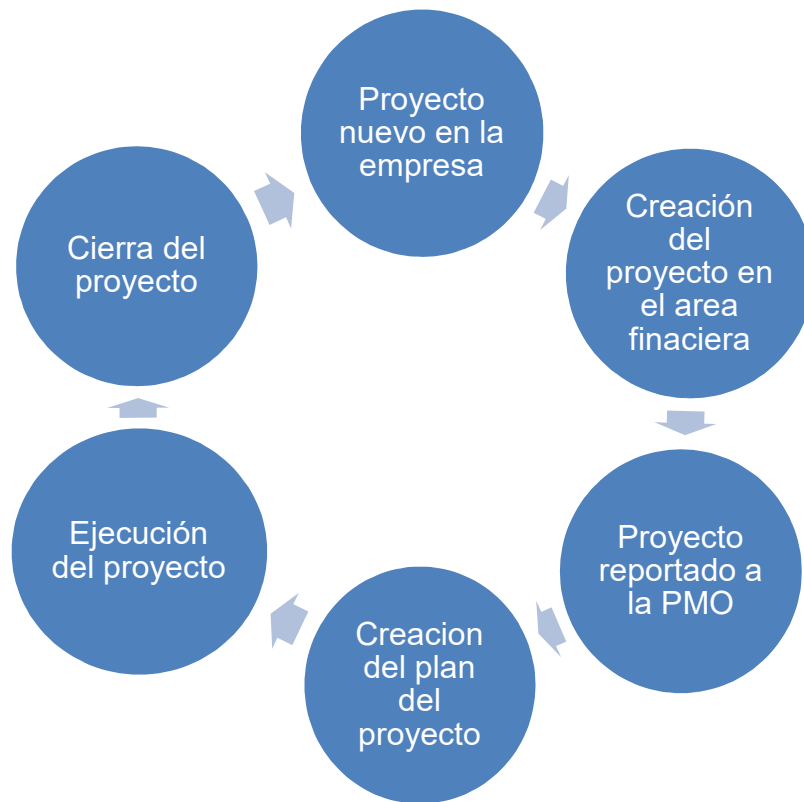 Proyecto
nuevo en la
empresa
Creación
del
proyecto en
el area
finaciera
Proyecto
reportado a
la PMO
Creacion
del plan
del
proyecto
Ejecución
del proyecto
Cierra del
proyecto